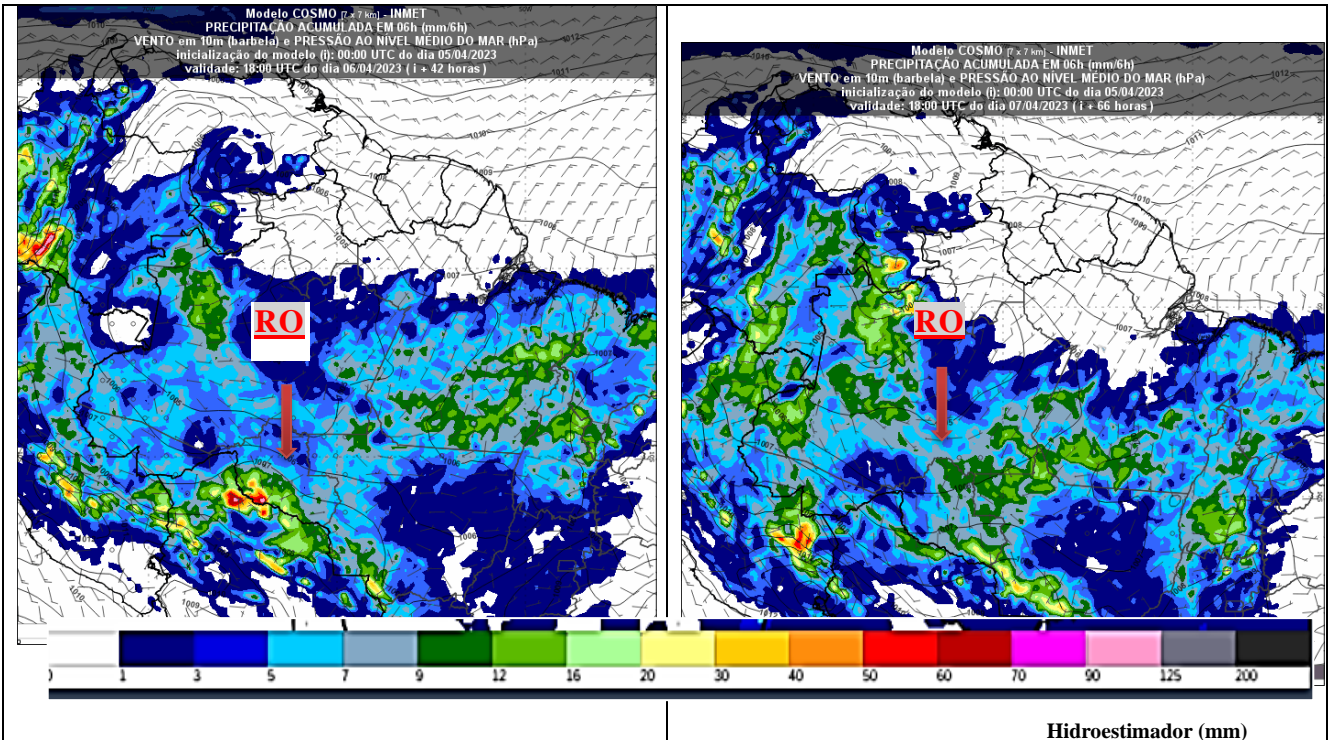 Modelo COSMO [7 x 7 km] - INMET
PRECIPITAÇÃO ACUMULADA EM 06h (mm/6h)
VENTO em 10m (barbela) e PRESSÃO AO NÍVEL MÉDIO DO MAR (hPa)
inicialização do modelo (i): 00:00 UTC do dia 05/04/2023
validade: 18:00 UTC do dia 06/04/2023 ( i + 42 horas )
RO
Modelo COSMO [7 x 7 km] - INMET
PRECIPITAÇÃO ACUMULADA EM 06h (mm/6h)
VENTO em 10m (barbela) e PRESSÃO AO NÍVEL MÉDIO DO MAR (hPa)
inicialização do modelo (i): 00:00 UTC do dia 05/04/2023
validade: 18:00 UTC do dia 07/04/2023 ( i + 66 horas )
RO
1 3 5 7 9 12 16 20 30 40 50 60 70 90 125 200
Hidroestimador (mm)